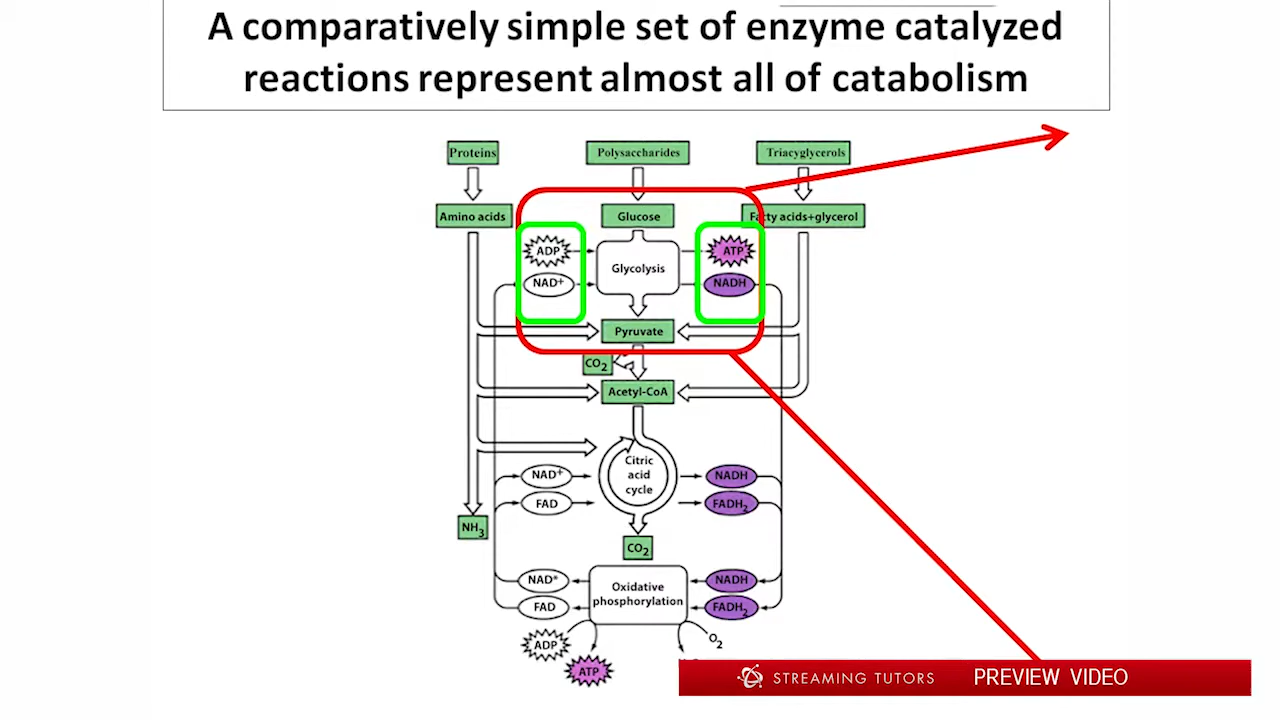 A comparatively simple set of enzyme catalyzed
reactions represent almost all of catabolism
Proteins
Polysaccharides
Triacyglycerols
Amino acids
Glucose
Fatty acids+glycerol
ADP
Glycolysis
ATP
NAD+
NADH
Pyruvate
CO2
Acetyl-CoA
Citric
acid
cycle
NAD+
NADH
FAD
FADH2
NH3
CO2
NAD+
Oxidative
phosphorylation
NADH
FAD
FADH2
ADP
O2
ATP
STREAMING TUTORS
PREVIEW VIDEO